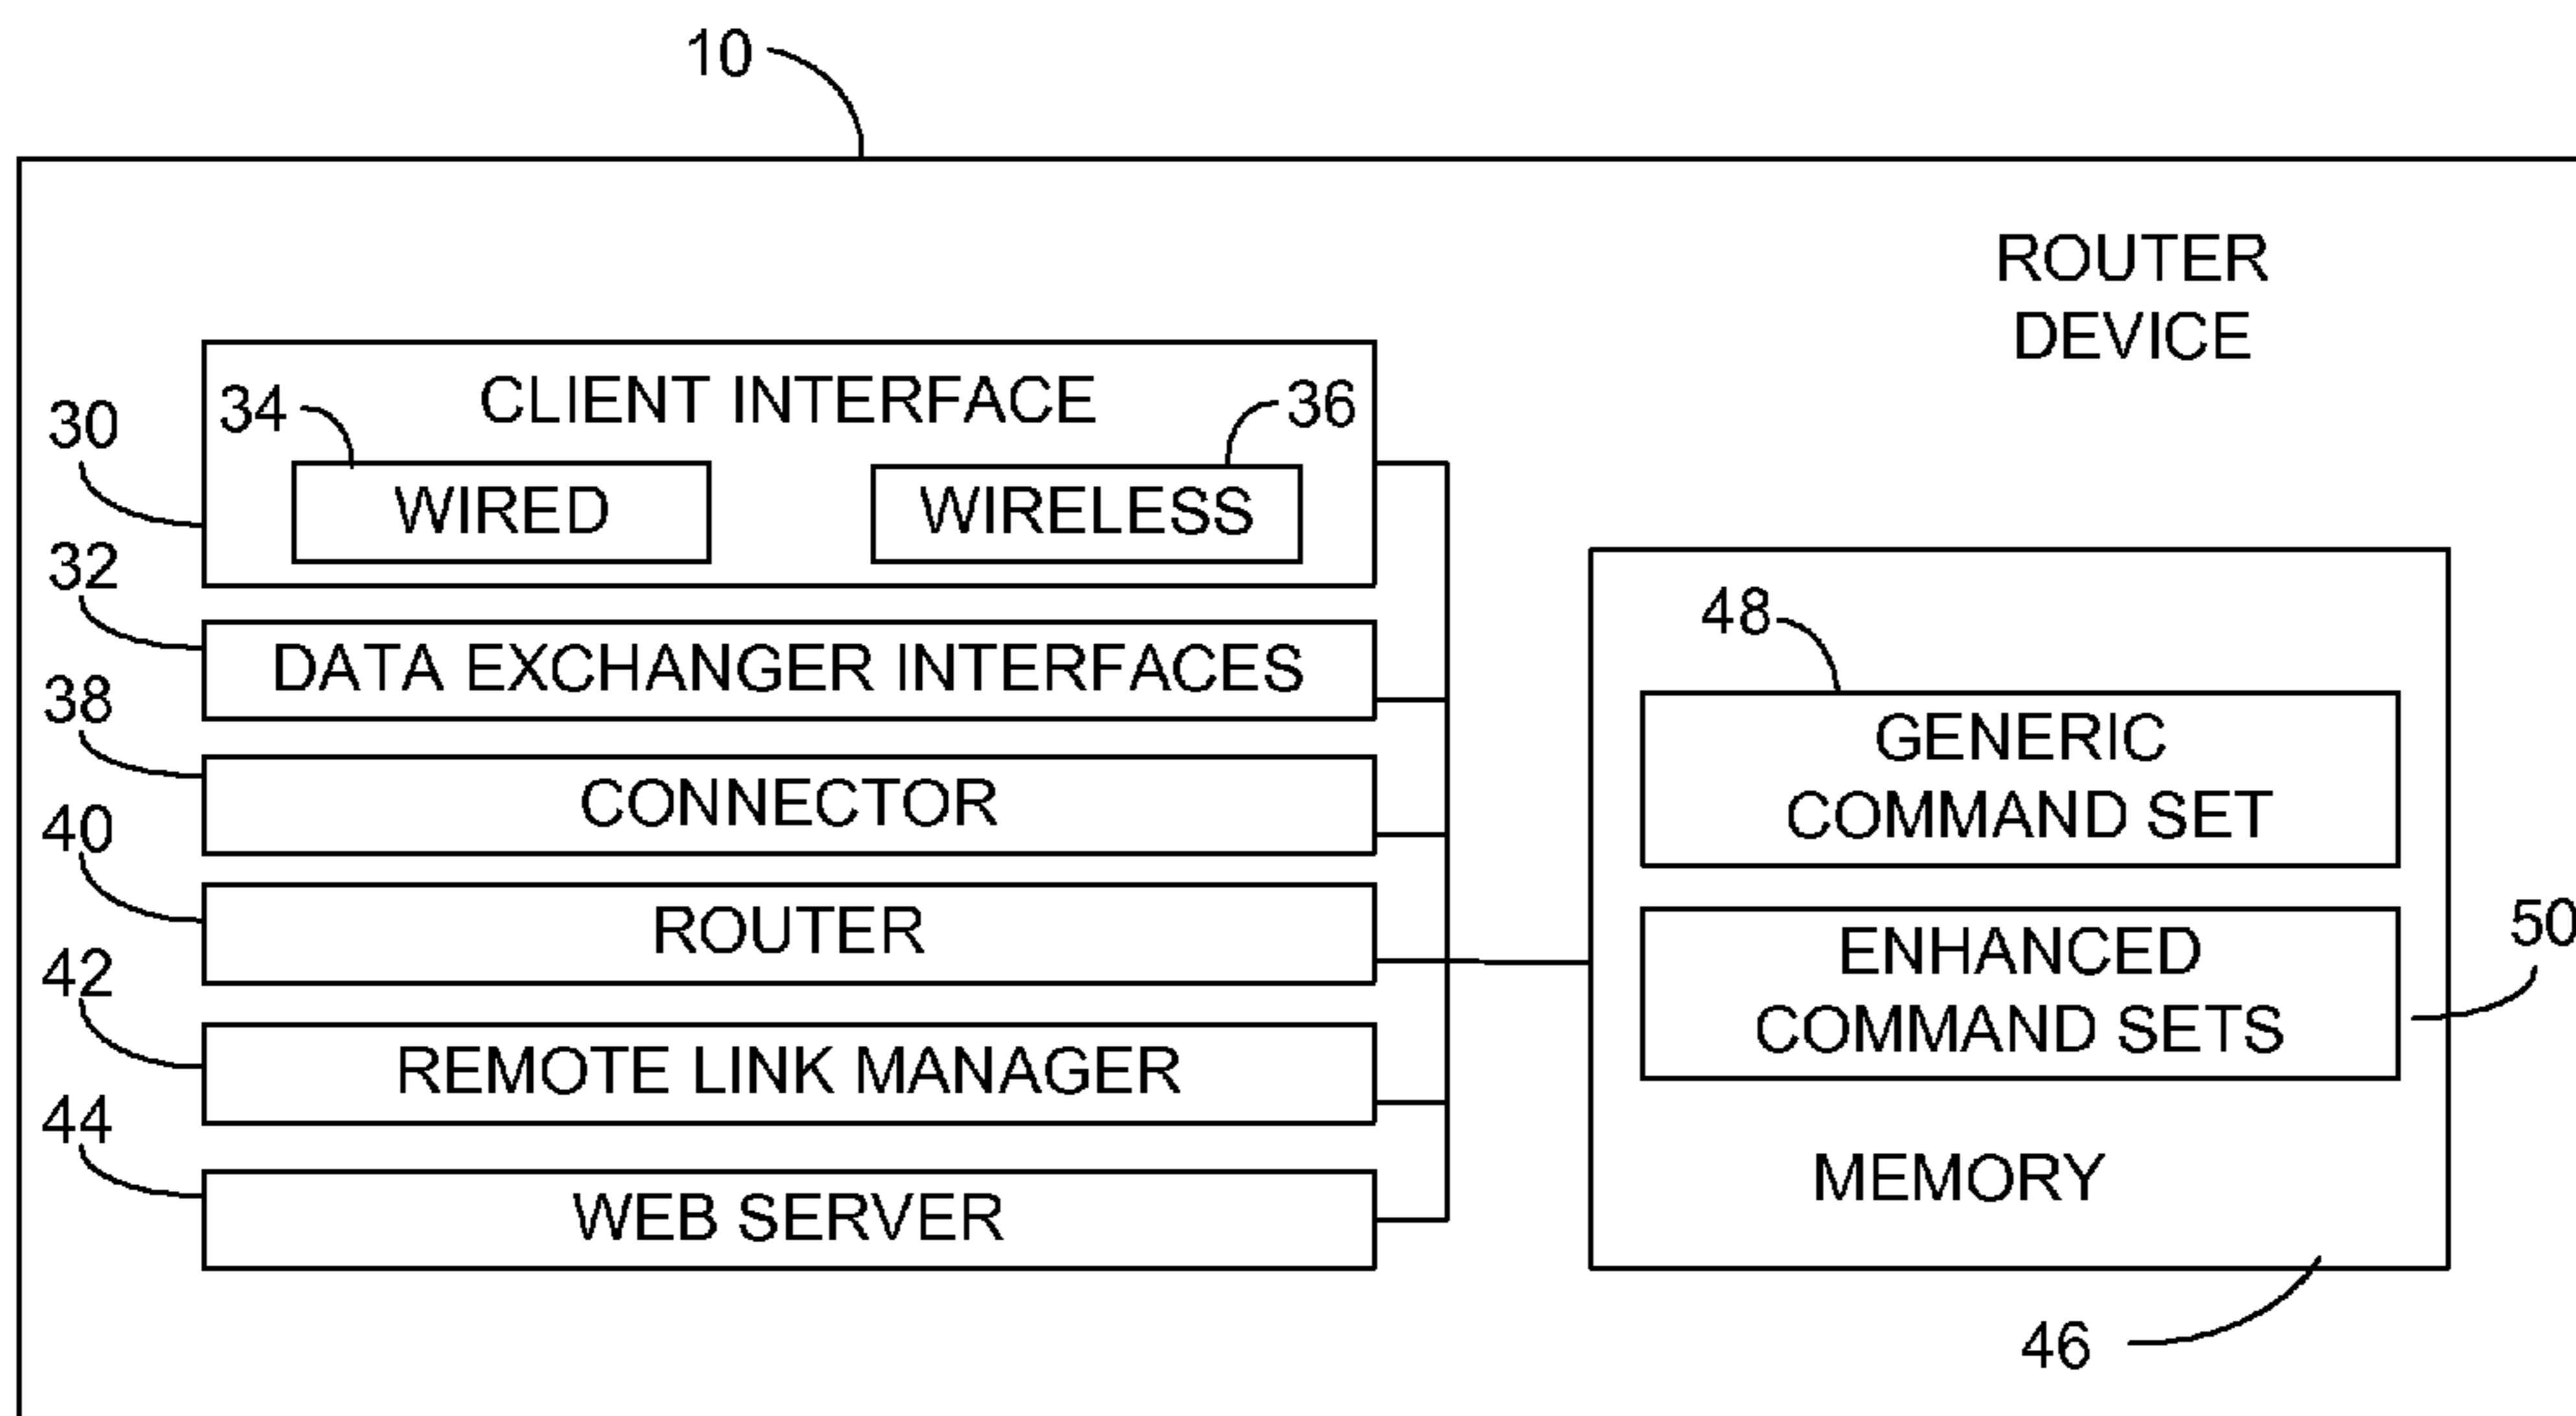 10
ROUTER
DEVICE
CLIENT INTERFACE
34
36
30
WIRED
WIRELESS
32
DATA EXCHANGER INTERFACES
38
CONNECTOR
40
ROUTER
42
REMOTE LINK MANAGER
44
WEB SERVER
48
GENERIC
COMMAND SET
50
ENHANCED
COMMAND SETS
MEMORY
46